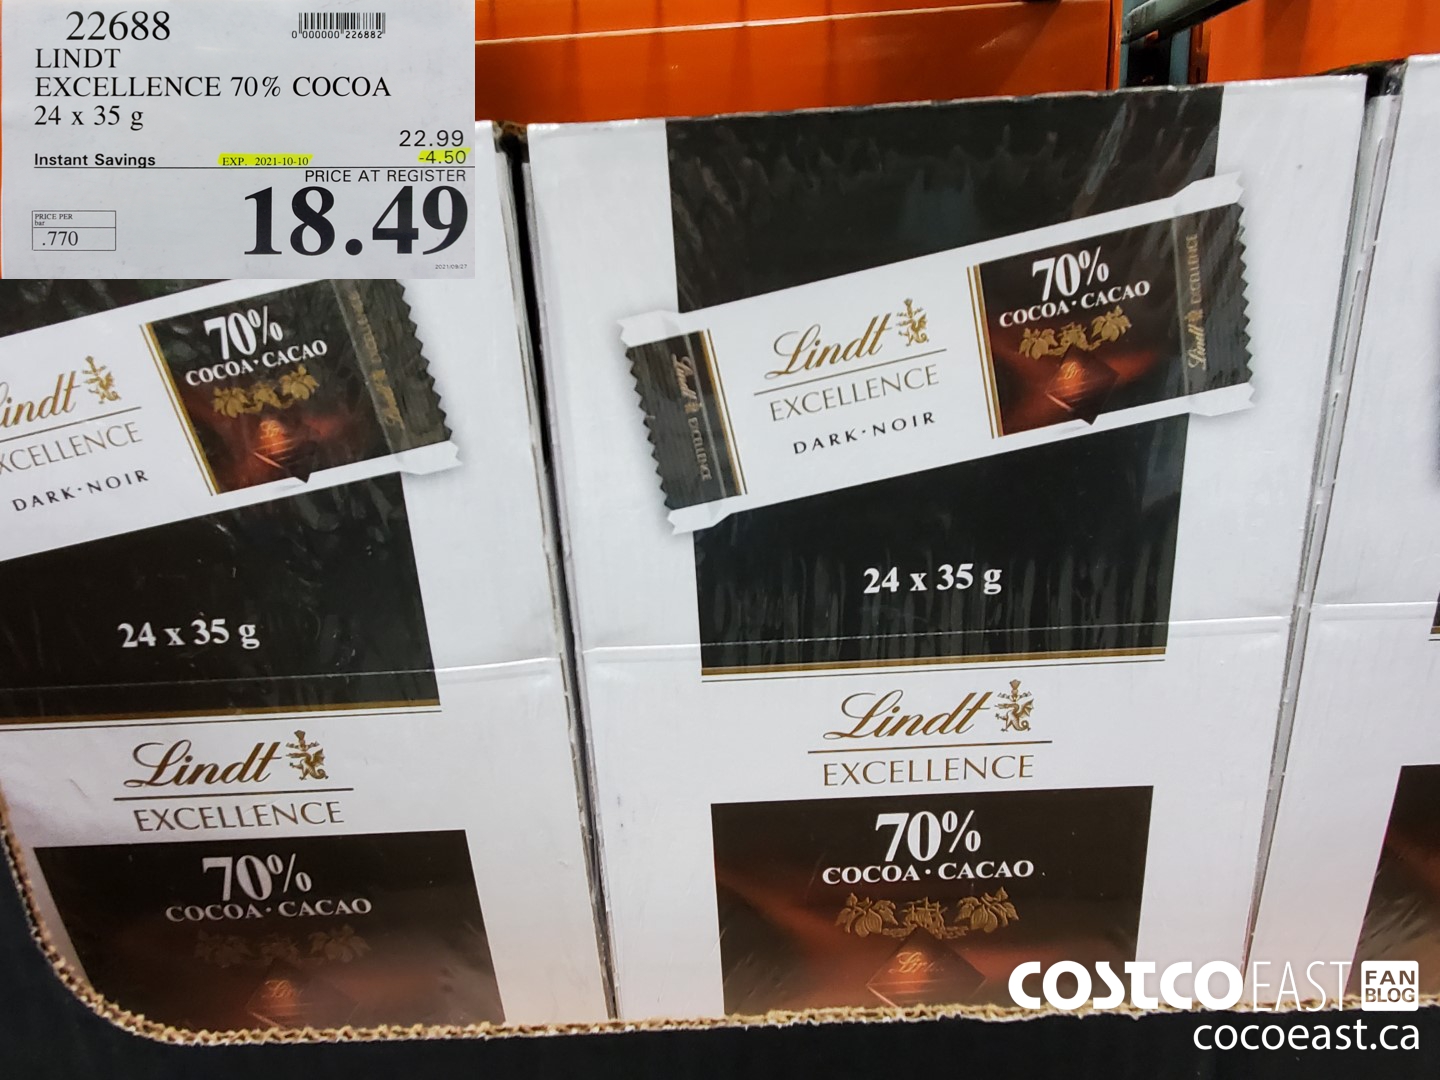 22688
0 000000 226882
LINDT
EXCELLENCE 70% COCOA
24 x 35 g
22.99
Instant Savings
EXP. 2021-10-10
-4.50
PRICE AT REGISTER
18.49
PRICE PER
bar
.770
2021/09/27
70%
COCOA · CACAO
Lindt
EXCELLENCE
DARK · NOIR
24 x 35 g
Lindt
EXCELLENCE
70%
COCOA · CACAO
Lindt EXCELLENCE
Lindt
EXCELLENCE
DARK · NOIR
70%
COCOA · CACAO
Lindt EXCELLENCE
24 x 35 g
Lindt
EXCELLENCE
70%
COCOA · CACAO
COSTCO EAST FAN BLOG
cocoeast.ca